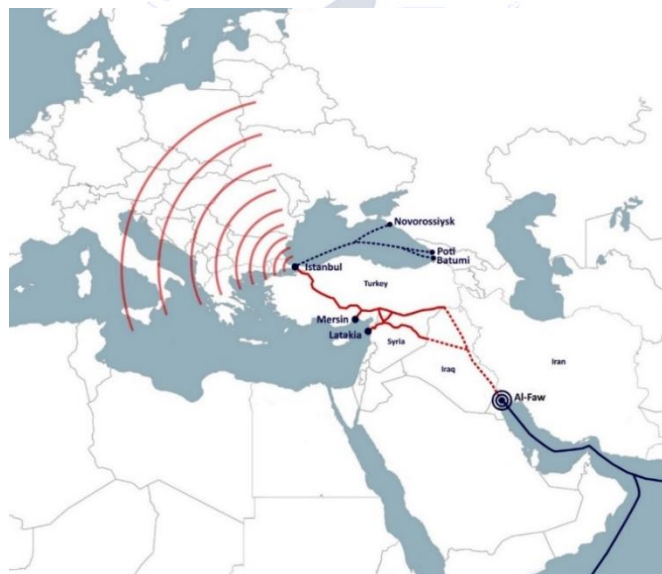 Novorossiysk
Poti
Batumi
Istanbul
Turkey
Mersin
Latakia
Syria
Iraq
Iran
Al-Faw